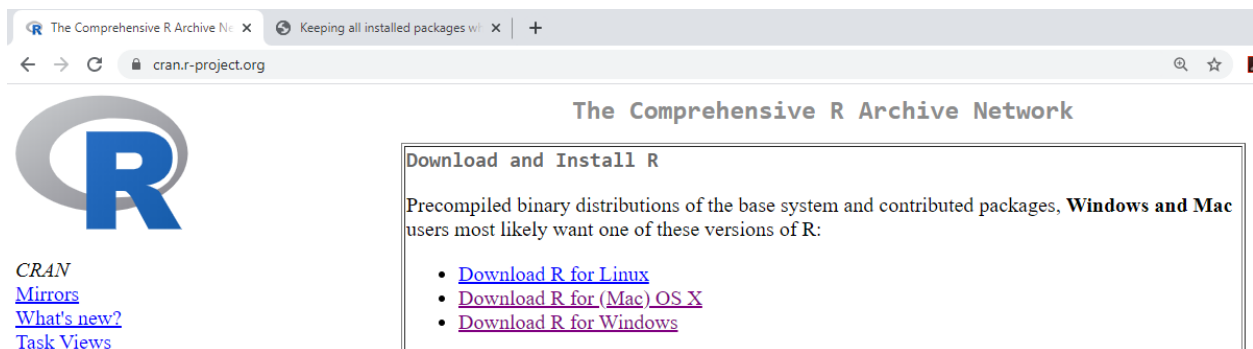 The Comprehensive R Archive Ne
Keeping all installed packages wh
cran.r-project.org
The Comprehensive R Archive Network
R
Download and Install R
Precompiled binary distributions of the base system and contributed packages, Windows and Mac
users most likely want one of these versions of R:
Download R for Linux
Download R for (Mac) OS X
Download R for Windows
CRAN
Mirrors
What's new?
Task Views